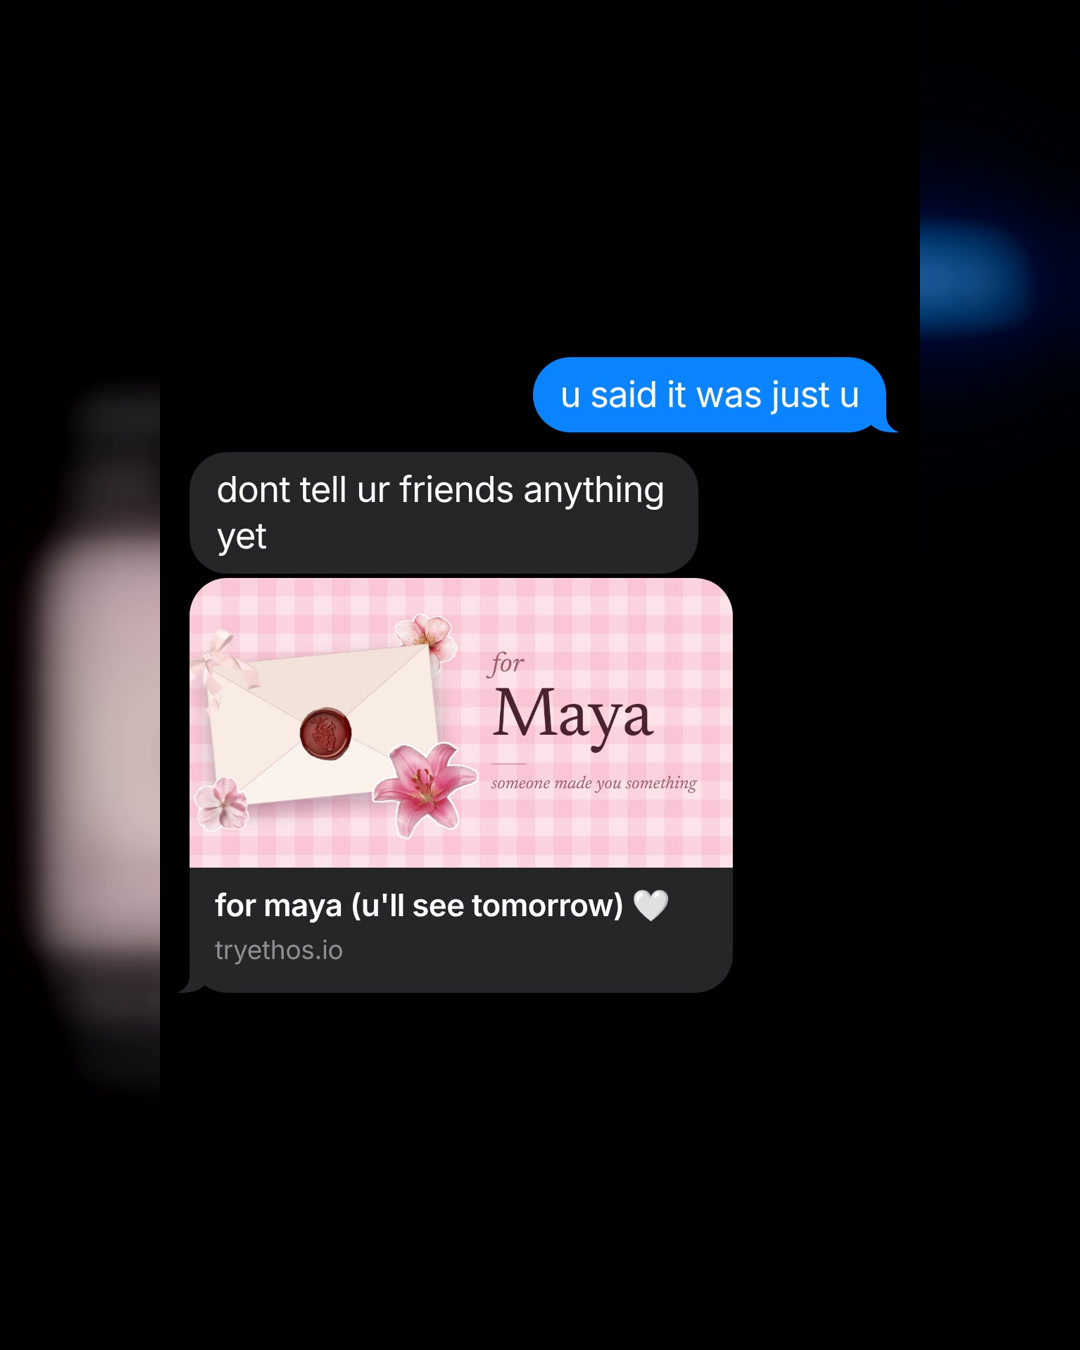 u said it was just u
dont tell ur friends anything
yet
for
Maya
someone made you something
for maya (u'll see tomorrow) 🤍
tryethos.io